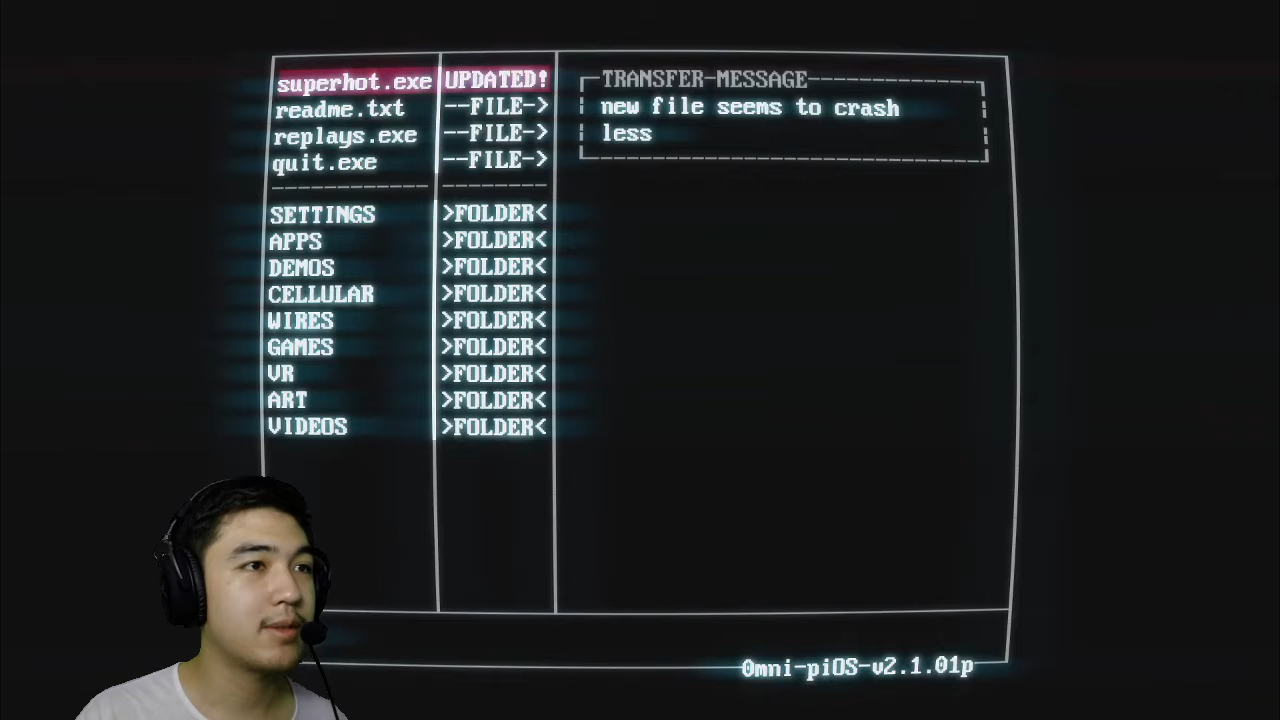 superhot.exe UPDATED!
readme.txt --FILE->
replays.exe --FILE->
quit.exe --FILE->
SETTINGS >FOLDER<
APPS >FOLDER<
DEMOS >FOLDER<
CELLULAR >FOLDER<
WIRES >FOLDER<
GAMES >FOLDER<
VR >FOLDER<
ART >FOLDER<
VIDEOS >FOLDER<
TRANSFER-MESSAGE
new file seems to crash
less
0mni-piOS-v2.1.01p